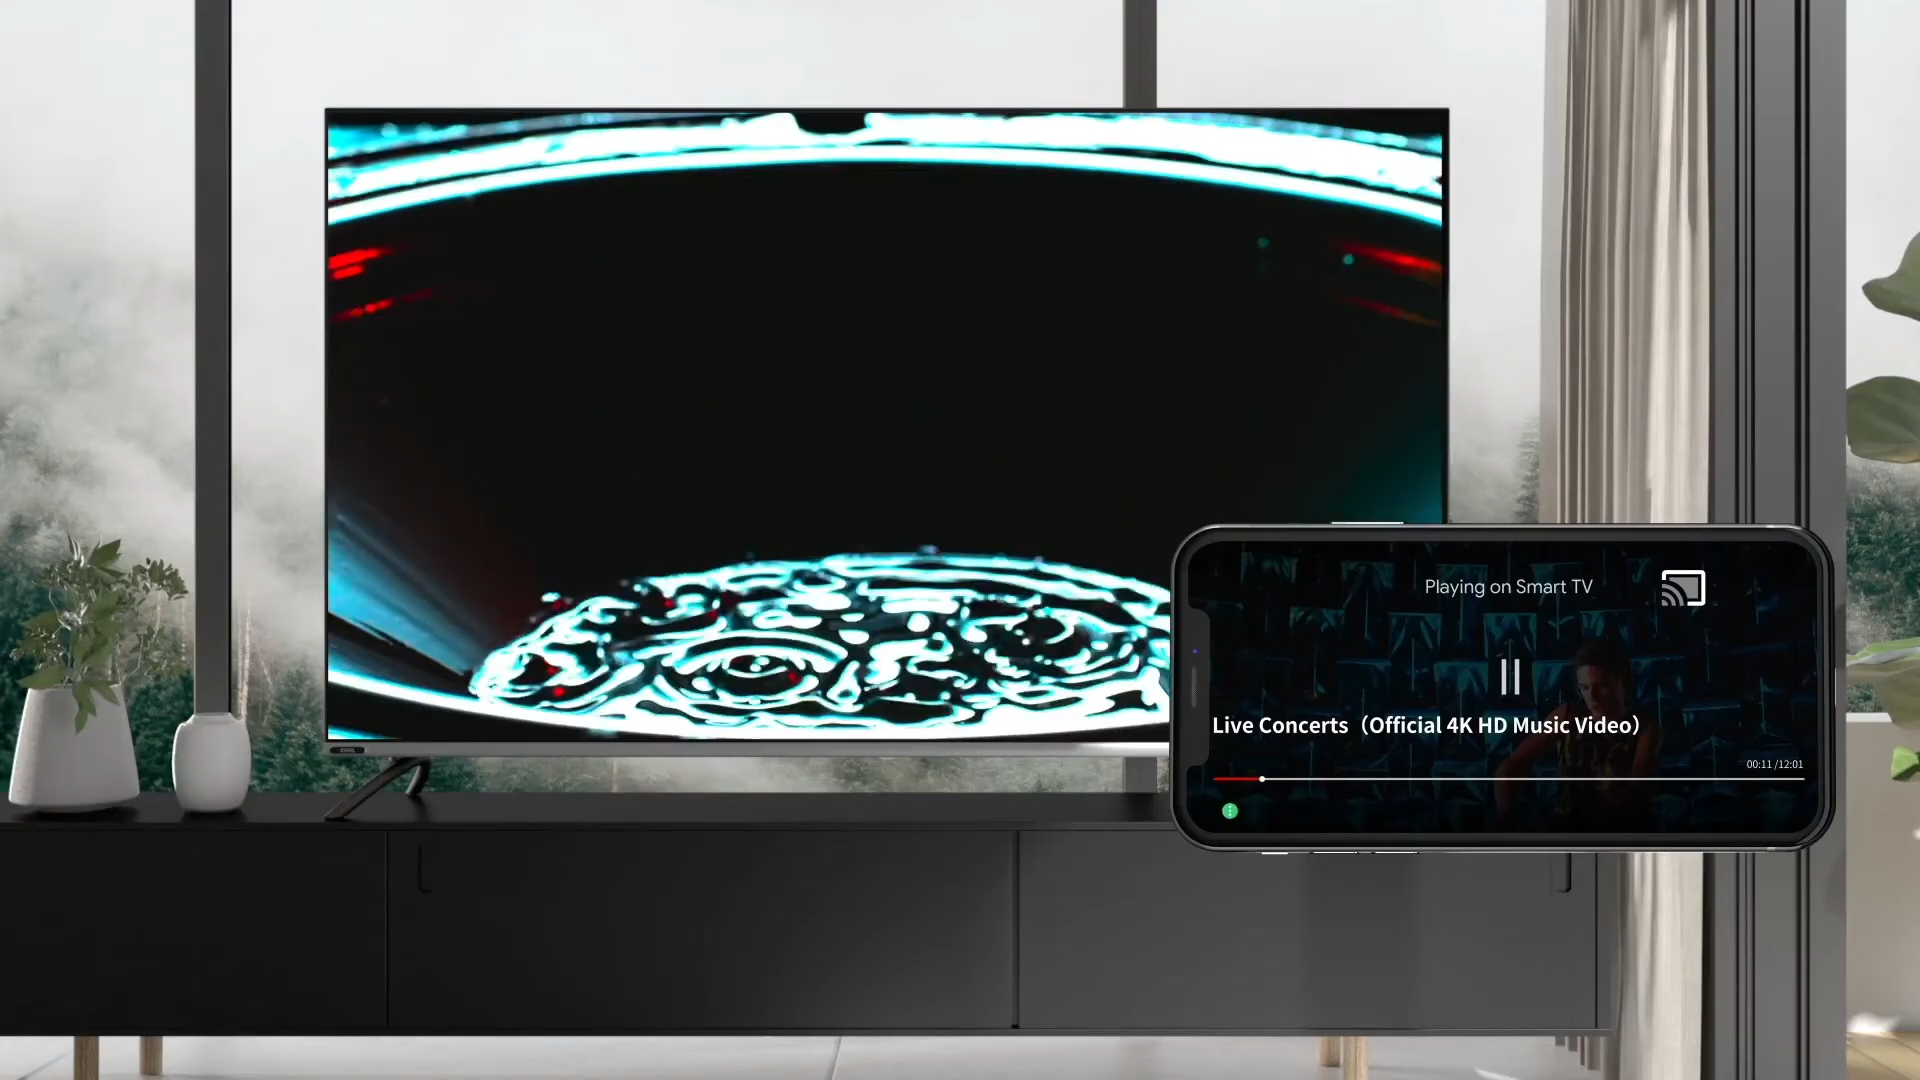 Playing on Smart TV
Live Concerts（Official 4K HD Music Video）
00:11 /12:01